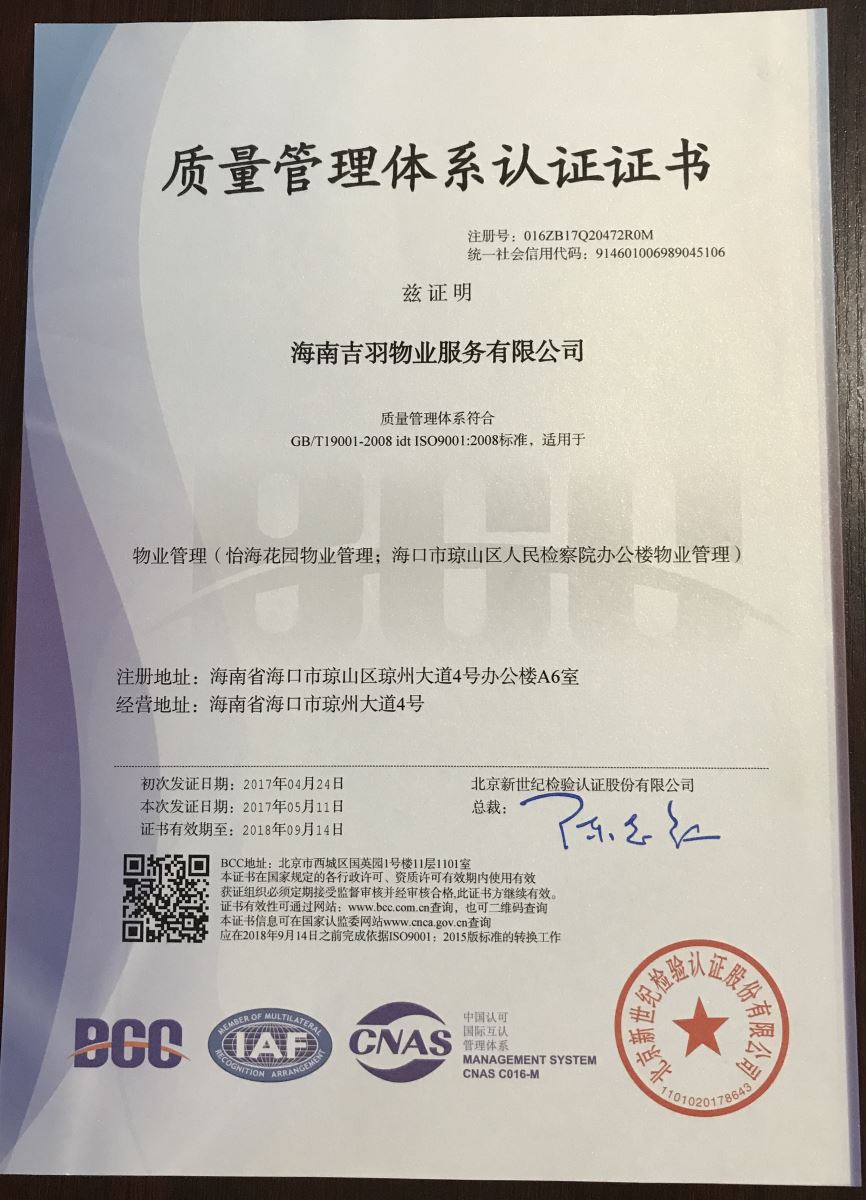 质量管理体系认证证书
注册号：016ZB17Q20472R0M
统一社会信用代码：914601006989045106
兹证明
海南吉羽物业服务有限公司
质量管理体系符合
GB/T19001-2008 idt ISO9001:2008标准，适用于
物业管理（怡海花园物业管理；海口市琼山区人民检察院办公楼物业管理）
注册地址：海南省海口市琼山区琼州大道4号办公楼A6室
经营地址：海南省海口市琼州大道4号
初次发证日期：2017年04月24日
本次发证日期：2017年05月11日
证书有效期至：2018年09月14日
北京新世纪检验认证股份有限公司
总裁：
BCC地址：北京市西城区国英园1号楼11层1101室
本证书在国家规定的各行政许可、资质许可有效期内使用有效
获证组织必须定期接受监督审核并经审核合格,此证书方继续有效。
证书有效性可通过网站：www.bcc.com.cn查询，也可二维码查询
本证书信息可在国家认监委网站www.cnca.gov.cn查询
应在2018年9月14日之前完成依据ISO9001：2015版标准的转换工作
BCC
MEMBER OF MULTILATERAL
IAF
RECOGNITION ARRANGEMENT
CNAS
中国认可
国际互认
管理体系
MANAGEMENT SYSTEM
CNAS C016-M
北京新世纪检验认证股份有限公司
1101020178643